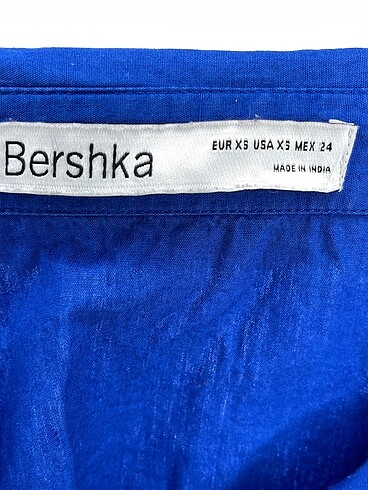 Bershka
EUR XS USA XS MEX 24
MADE IN INDIA